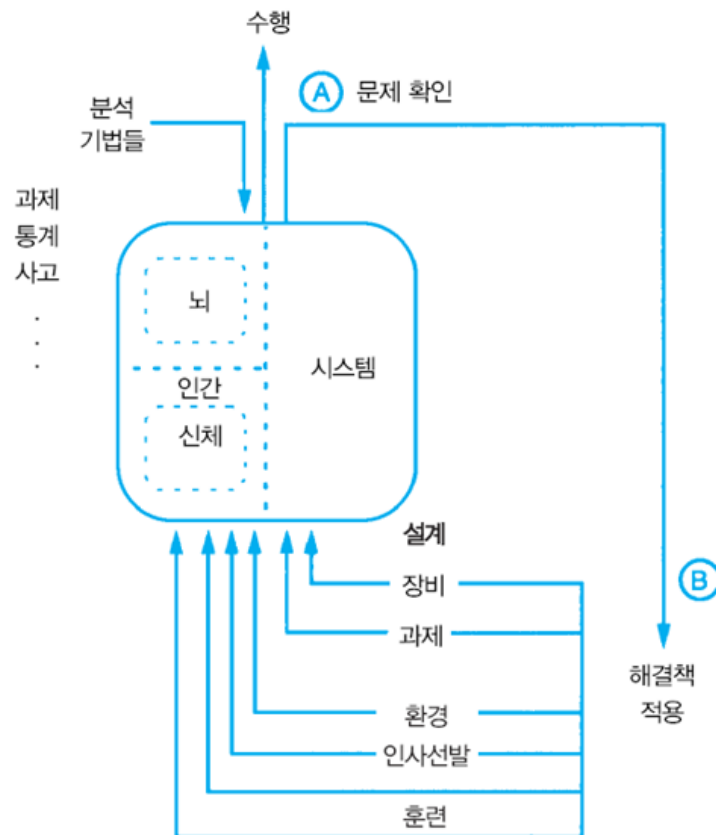 수행
A 문제 확인
분석
기법들
과제
통계
사고
.
.
.
뇌
시스템
인간
신체
설계
장비
B
과제
해결책
적용
환경
인사선발
훈련